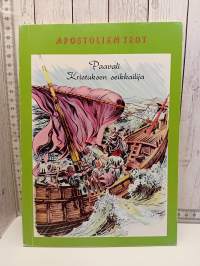 APOSTOLIEN TEOT
Paavali
Kristuksen seikkailija